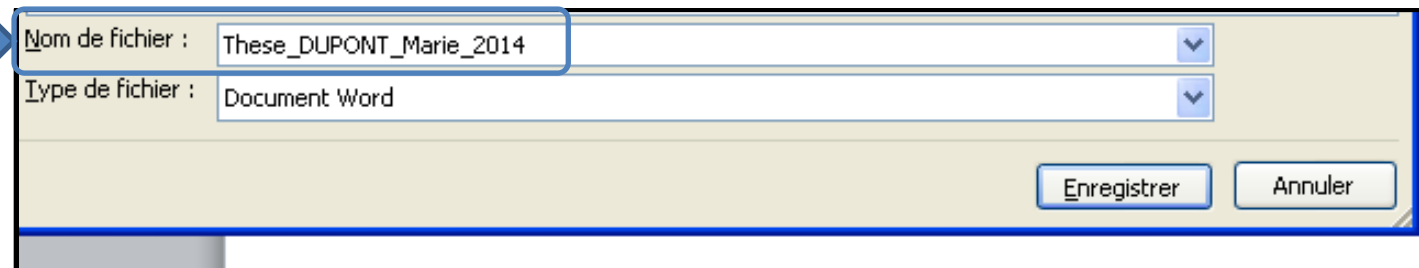 Nom de fichier : These_DUPONT_Marie_2014
Type de fichier : Document Word
Enregistrer Annuler